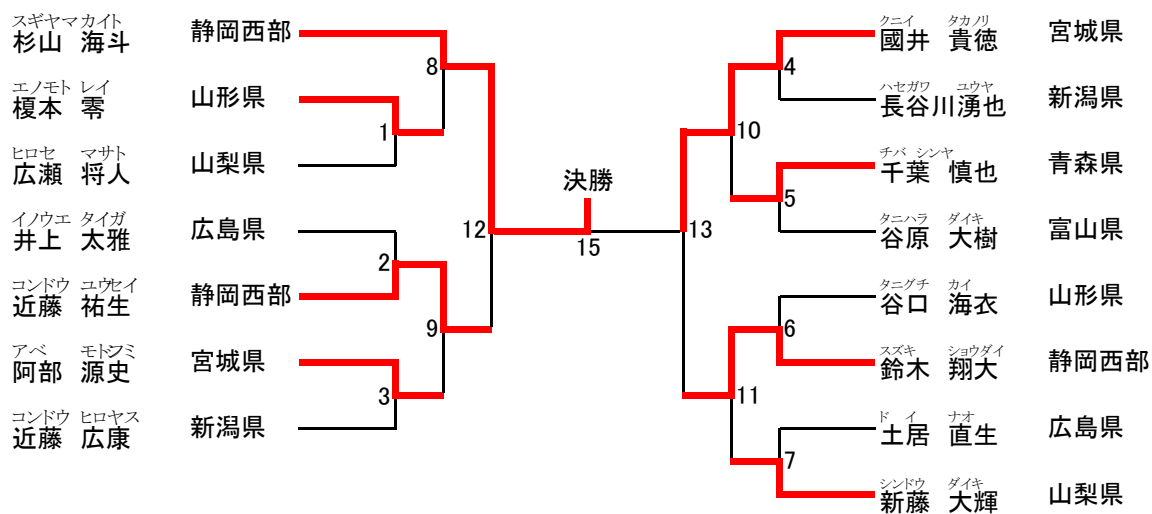 スギヤマ カイト
杉山 海斗 静岡西部
エノモト レイ
榎本 零 山形県
ヒロセ マサト
広瀬 将人 山梨県
イノウエ タイガ
井上 太雅 広島県
コンドウ ユウセイ
近藤 祐生 静岡西部
アベ モトフミ
阿部 源史 宮城県
コンドウ ヒロヤス
近藤 広康 新潟県
8
1
2
9
3
12
決勝
15
13
クニイ タカノリ
國井 貴徳 宮城県
4
ハセガワ ユウヤ
長谷川湧也 新潟県
10
チバ シンヤ
千葉 慎也 青森県
5
タニハラ ダイキ
谷原 大樹 富山県
タニグチ カイ
谷口 海衣 山形県
6
スズキ ショウダイ
鈴木 翔大 静岡西部
11
ド イ ナオ
土居 直生 広島県
7
シンドウ ダイキ
新藤 大輝 山梨県